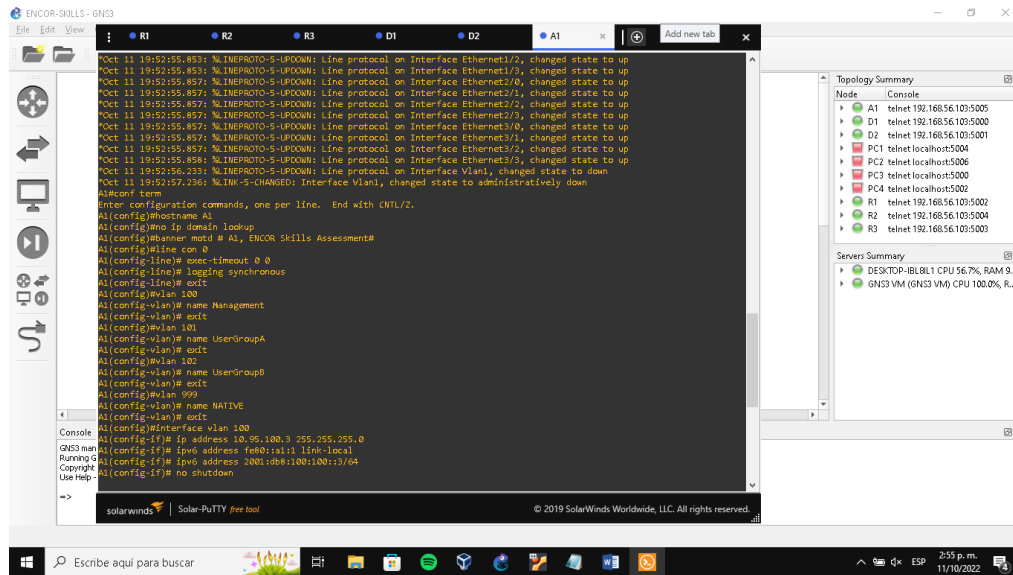 ENCOR-SKILLS - GNS3
File Edit View
R1 R2 R3 D1 D2 A1 Add new tab
*Oct 11 19:52:55.853: %LINEPROTO-5-UPDOWN: Line protocol on Interface Ethernet1/2, changed state to up
*Oct 11 19:52:55.853: %LINEPROTO-5-UPDOWN: Line protocol on Interface Ethernet1/3, changed state to up
*Oct 11 19:52:55.857: %LINEPROTO-5-UPDOWN: Line protocol on Interface Ethernet2/0, changed state to up
*Oct 11 19:52:55.857: %LINEPROTO-5-UPDOWN: Line protocol on Interface Ethernet2/1, changed state to up
*Oct 11 19:52:55.857: %LINEPROTO-5-UPDOWN: Line protocol on Interface Ethernet2/2, changed state to up
*Oct 11 19:52:55.857: %LINEPROTO-5-UPDOWN: Line protocol on Interface Ethernet2/3, changed state to up
*Oct 11 19:52:55.857: %LINEPROTO-5-UPDOWN: Line protocol on Interface Ethernet3/0, changed state to up
*Oct 11 19:52:55.857: %LINEPROTO-5-UPDOWN: Line protocol on Interface Ethernet3/1, changed state to up
*Oct 11 19:52:55.857: %LINEPROTO-5-UPDOWN: Line protocol on Interface Ethernet3/2, changed state to up
*Oct 11 19:52:55.858: %LINEPROTO-5-UPDOWN: Line protocol on Interface Ethernet3/3, changed state to up
*Oct 11 19:52:56.233: %LINEPROTO-5-UPDOWN: Line protocol on Interface Vlan1, changed state to down
*Oct 11 19:52:57.236: %LINK-5-CHANGED: Interface Vlan1, changed state to administratively down
A1#conf term
Enter configuration commands, one per line.  End with CNTL/Z.
A1(config)#hostname A1
A1(config)#no ip domain lookup
A1(config)#banner motd # A1, ENCOR Skills Assessment#
A1(config)#line con 0
A1(config-line)# exec-timeout 0 0
A1(config-line)# logging synchronous
A1(config-line)# exit
A1(config)#vlan 100
A1(config-vlan)# name Management
A1(config-vlan)# exit
A1(config)#vlan 101
A1(config-vlan)# name UserGroupA
A1(config-vlan)# exit
A1(config)#vlan 102
A1(config-vlan)# name UserGroupB
A1(config-vlan)# exit
A1(config)#vlan 999
A1(config-vlan)# name NATIVE
A1(config-vlan)# exit
A1(config)#interface vlan 100
A1(config-if)# ip address 10.95.100.3 255.255.255.0
A1(config-if)# ipv6 address fe80::a1:1 link-local
A1(config-if)# ipv6 address 2001:db8:100:100::3/64
A1(config-if)# no shutdown
solarwinds Solar-PuTTY free tool © 2019 SolarWinds Worldwide, LLC. All rights reserved.
Console
GNS3 man
Running G
Copyright
Use Help -
=>
Topology Summary
Node Console
A1 telnet 192.168.56.103:5005
D1 telnet 192.168.56.103:5000
D2 telnet 192.168.56.103:5001
PC1 telnet localhost:5004
PC2 telnet localhost:5006
PC3 telnet localhost:5000
PC4 telnet localhost:5002
R1 telnet 192.168.56.103:5002
R2 telnet 192.168.56.103:5004
R3 telnet 192.168.56.103:5003
Servers Summary
DESKTOP-IBL8IL1 CPU 56.7%, RAM 9.
GNS3 VM (GNS3 VM) CPU 100.0%, R..
Escribe aquí para buscar
ESP
2:55 p. m.
11/10/2022
4